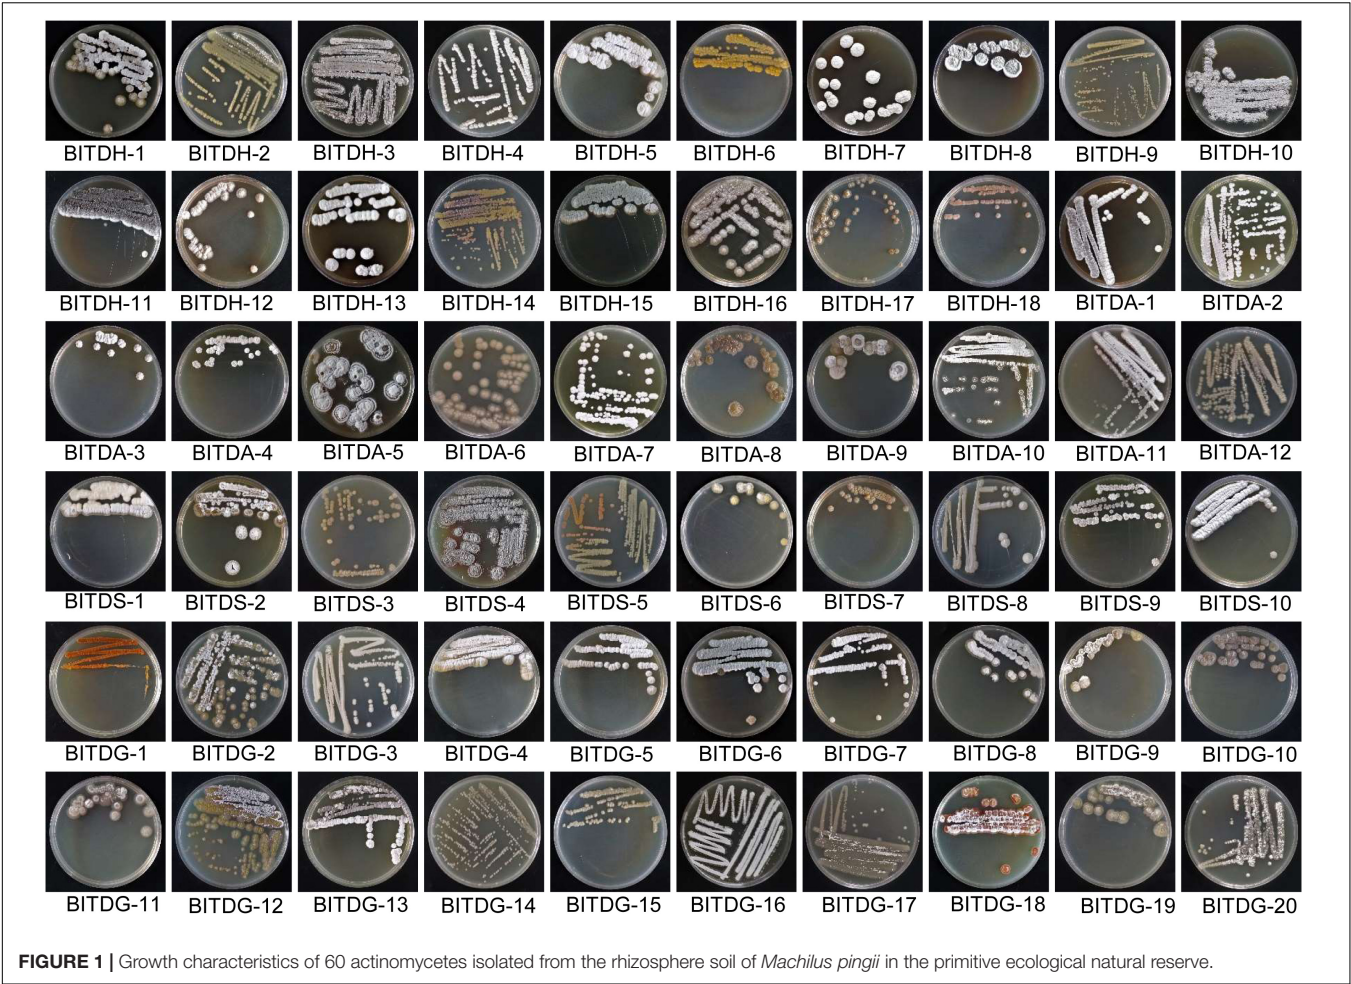 BITDH-1 BITDH-2 BITDH-3 BITDH-4 BITDH-5 BITDH-6 BITDH-7 BITDH-8 BITDH-9 BITDH-10
BITDH-11 BITDH-12 BITDH-13 BITDH-14 BITDH-15 BITDH-16 BITDH-17 BITDH-18 BITDA-1 BITDA-2
BITDA-3 BITDA-4 BITDA-5 BITDA-6 BITDA-7 BITDA-8 BITDA-9 BITDA-10 BITDA-11 BITDA-12
BITDS-1 BITDS-2 BITDS-3 BITDS-4 BITDS-5 BITDS-6 BITDS-7 BITDS-8 BITDS-9 BITDS-10
BITDG-1 BITDG-2 BITDG-3 BITDG-4 BITDG-5 BITDG-6 BITDG-7 BITDG-8 BITDG-9 BITDG-10
BITDG-11 BITDG-12 BITDG-13 BITDG-14 BITDG-15 BITDG-16 BITDG-17 BITDG-18 BITDG-19 BITDG-20
FIGURE 1 | Growth characteristics of 60 actinomycetes isolated from the rhizosphere soil of Machilus pingii in the primitive ecological natural reserve.